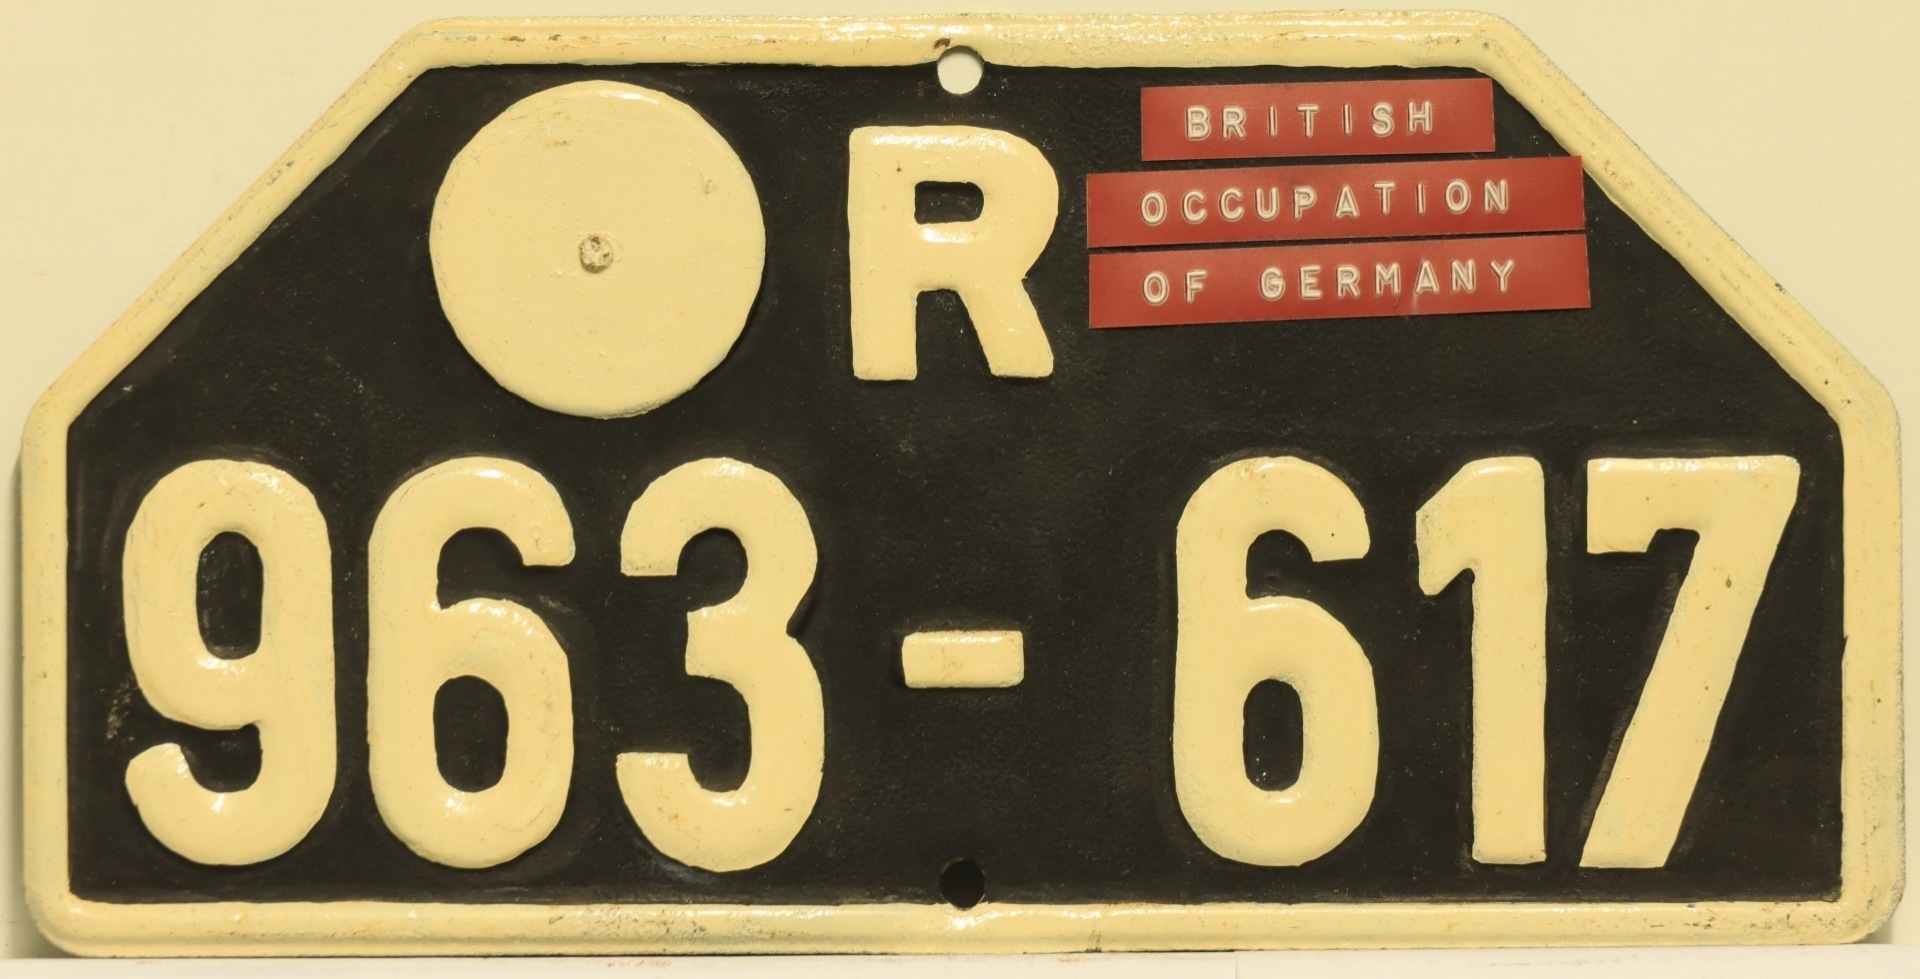 R
BRITISH
OCCUPATION
OF GERMANY
963-617